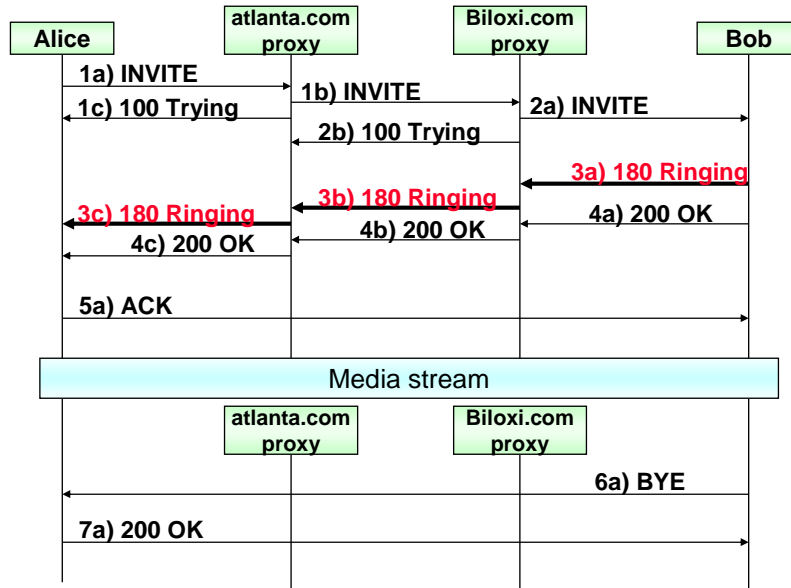 Alice
atlanta.com
proxy
Biloxi.com
proxy
Bob
1a) INVITE
1b) INVITE
1c) 100 Trying
2a) INVITE
2b) 100 Trying
3a) 180 Ringing
3b) 180 Ringing
3c) 180 Ringing
4a) 200 OK
4b) 200 OK
4c) 200 OK
5a) ACK
Media stream
atlanta.com
proxy
Biloxi.com
proxy
6a) BYE
7a) 200 OK